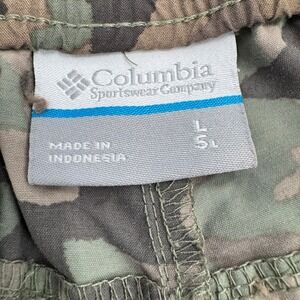 Columbia
Sportswear Company
MADE IN
INDONESIA
L
S L